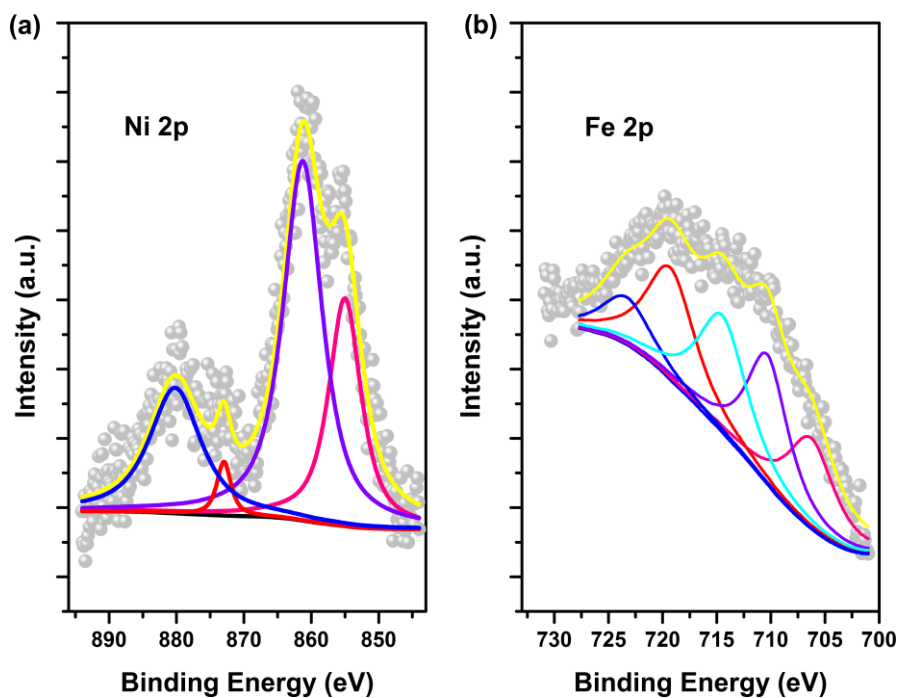 (a)
Ni 2p
Intensity (a.u.)
890 880 870 860 850
Binding Energy (eV)
(b)
Fe 2p
Intensity (a.u.)
730 725 720 715 710 705 700
Binding Energy (eV)